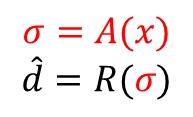 σ = A(x)
d̂ = R(σ)